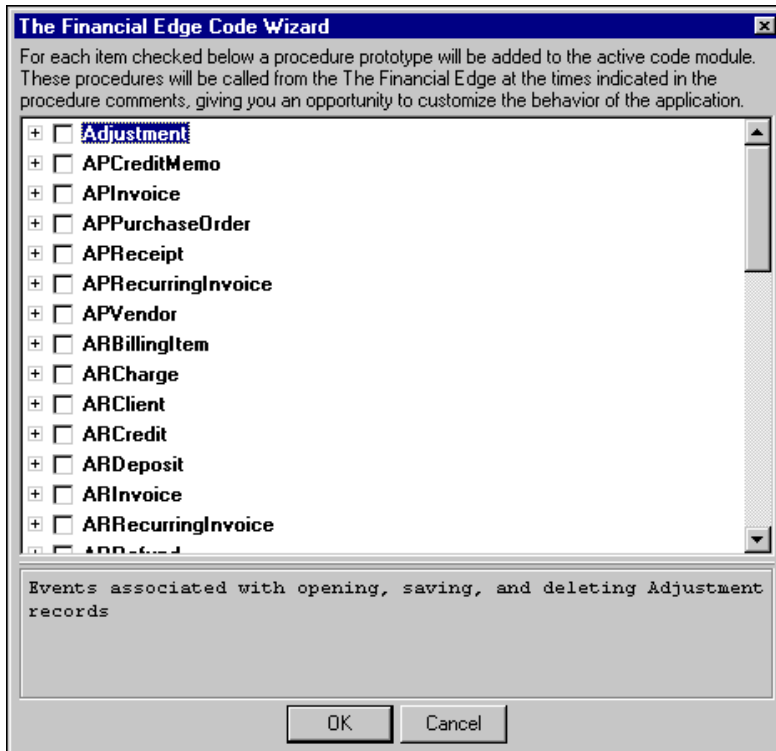 The Financial Edge Code Wizard
For each item checked below a procedure prototype will be added to the active code module.
These procedures will be called from the The Financial Edge at the times indicated in the
procedure comments, giving you an opportunity to customize the behavior of the application.
Adjustment
APCreditMemo
APInvoice
APPurchaseOrder
APReceipt
APRecurringInvoice
APVendor
ARBillingItem
ARCharge
ARClient
ARCredit
ARDeposit
ARInvoice
ARRecurringInvoice
Events associated with opening, saving, and deleting Adjustment
records
OK Cancel